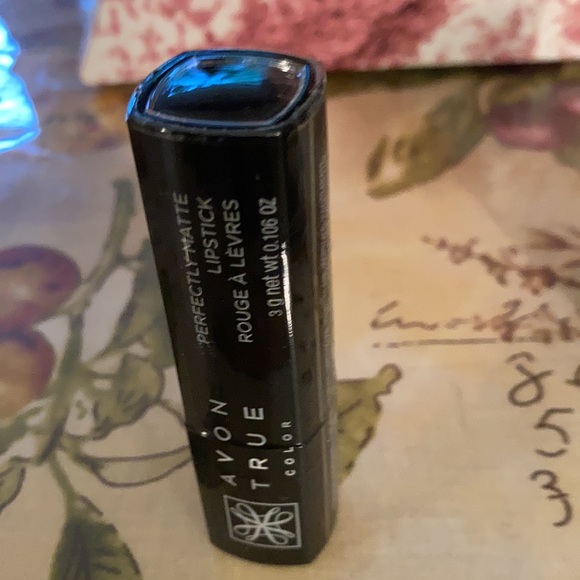 AVON
TRUE
COLOR
PERFECTLY MATTE
LIPSTICK
ROUGE À LÈVRES
3 g net wt 0.106 OZ